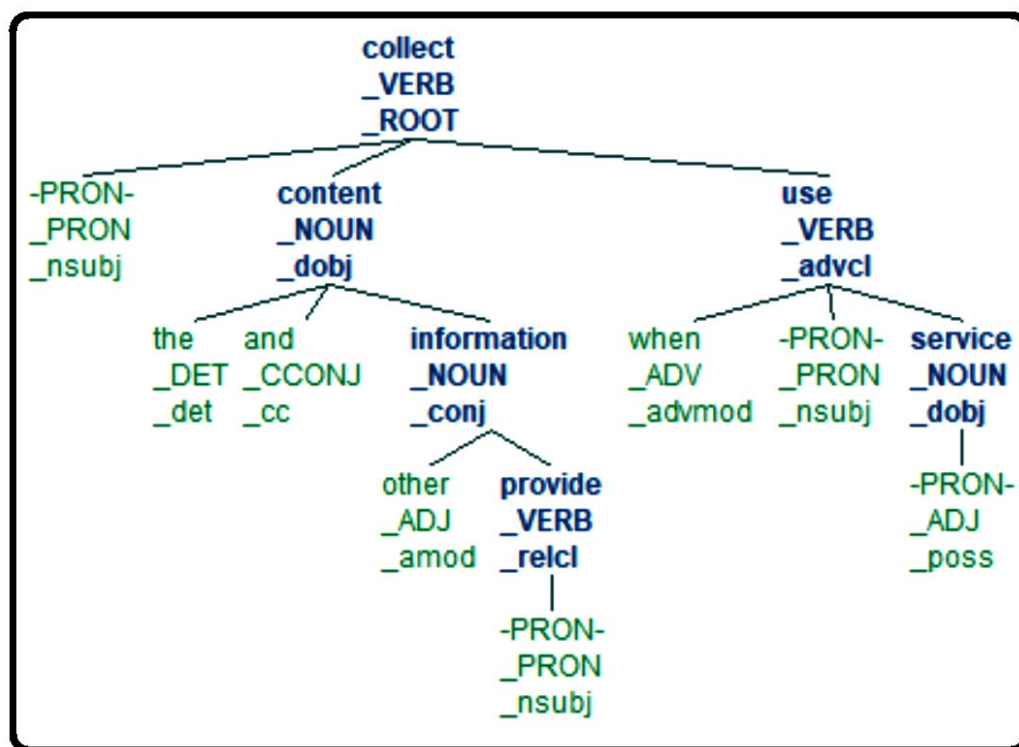 collect
_VERB
_ROOT
-PRON- content use
_PRON _NOUN _VERB
_nsubj _dobj _advcl
the and information when -PRON- service
_DET _CCONJ _NOUN _ADV _PRON _NOUN
_det _cc _conj _advmod _nsubj _dobj
other provide -PRON-
_ADJ _VERB _ADJ
_amod _relcl _poss
-PRON-
_PRON
_nsubj